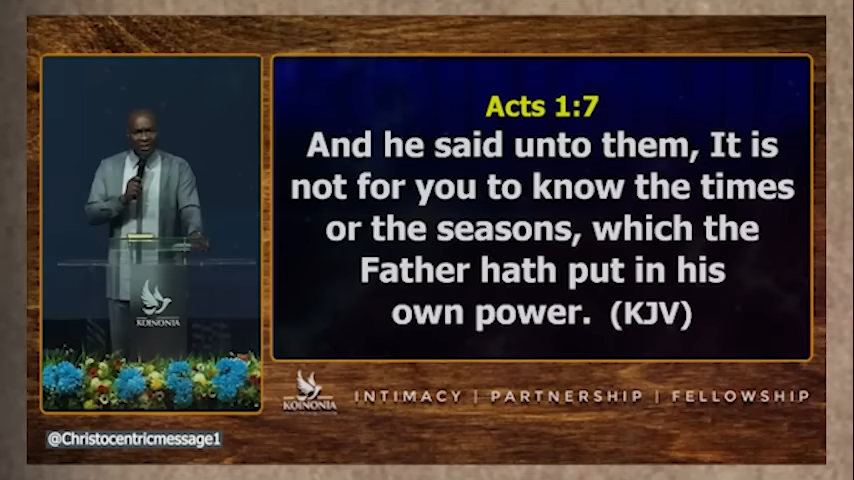 Acts 1:7
And he said unto them, It is
not for you to know the times
or the seasons, which the
Father hath put in his
own power. (KJV)
KOINONIA
KOINONIA
INTIMACY | PARTNERSHIP | FELLOWSHIP
@Christocentricmessage1